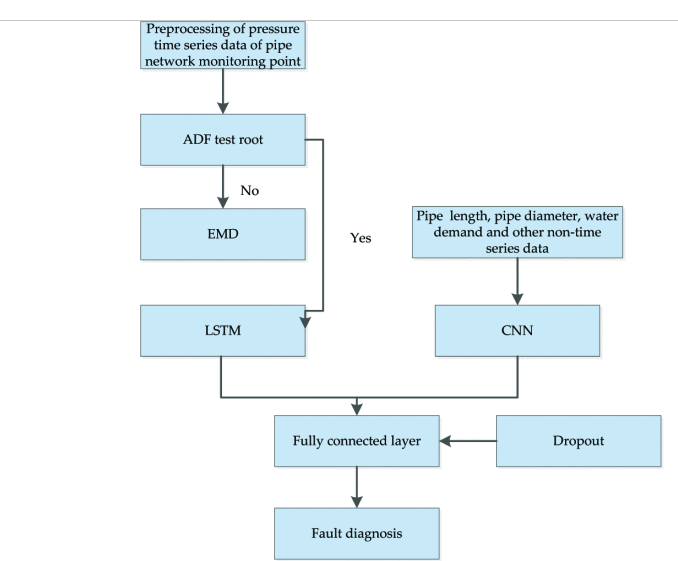 Preprocessing of pressure
time series data of pipe
network monitoring point
ADF test root
No
EMD
Yes
Pipe length, pipe diameter, water
demand and other non-time
series data
LSTM
CNN
Fully connected layer
Dropout
Fault diagnosis